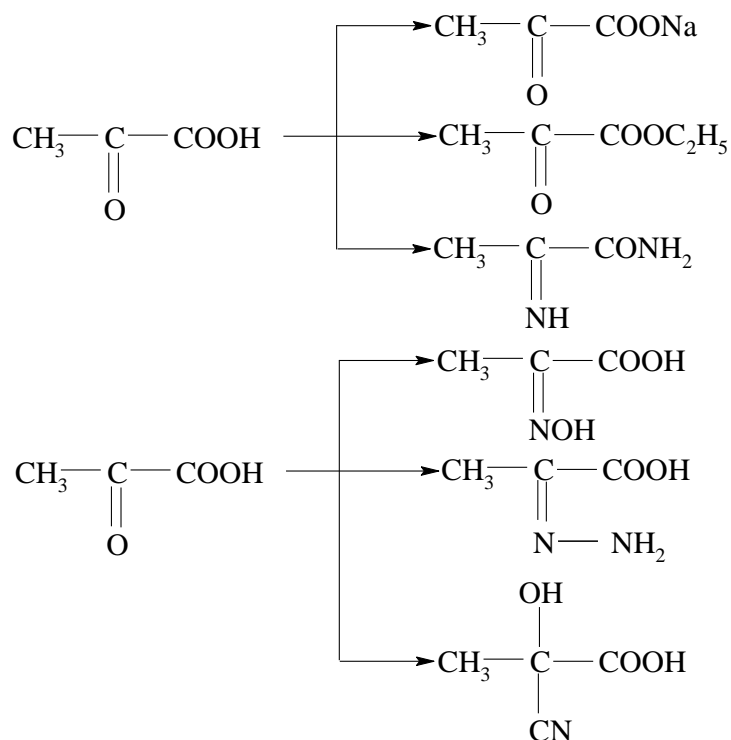 CH₃ C COONa
O
CH₃ C COOH CH₃ C COOC₂H₅
O O
CH₃ C CONH₂
NH
CH₃ C COOH
NOH
CH₃ C COOH CH₃ C COOH
O N NH₂
OH
CH₃ C COOH
CN